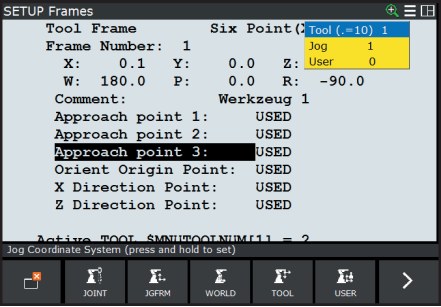 SETUP Frames
Tool Frame Six Point(X
Tool (.=10) 1
Frame Number: 1
Jog 1
X: 0.1 Y: 0.0 Z:
User 0
W: 180.0 P: 0.0 R: -90.0
Comment: Werkzeug 1
Approach point 1: USED
Approach point 2: USED
Approach point 3: USED
Orient Origin Point: USED
X Direction Point: USED
Z Direction Point: USED
Active TOOL $MNUTOOLNUM[1] = 2
Jog Coordinate System (press and hold to set)
JOINT JGFRM WORLD TOOL USER